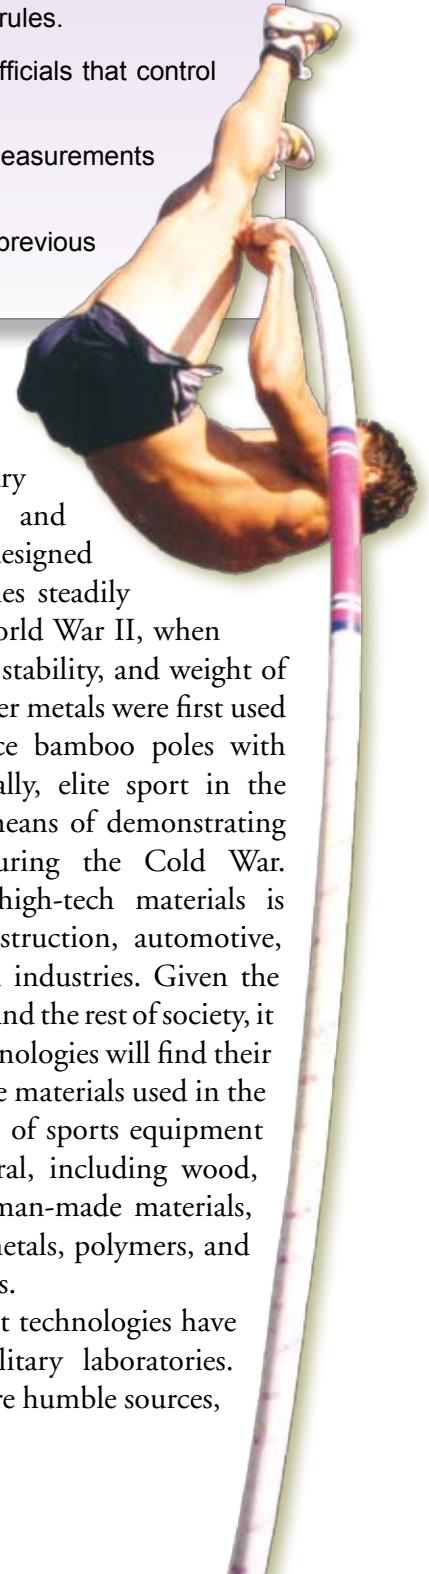 rules.
fficials that control
easurements
previous
ry
and
esigned
es steadily
orld War II, when
stability, and weight of
er metals were first used
ce bamboo poles with
ally, elite sport in the
neans of demonstrating
uring the Cold War.
high-tech materials is
struction, automotive,
industries. Given the
and the rest of society, it
nologies will find their
e materials used in the
of sports equipment
ral, including wood,
man-made materials,
netals, polymers, and
s.
t technologies have
litary laboratories.
re humble sources,